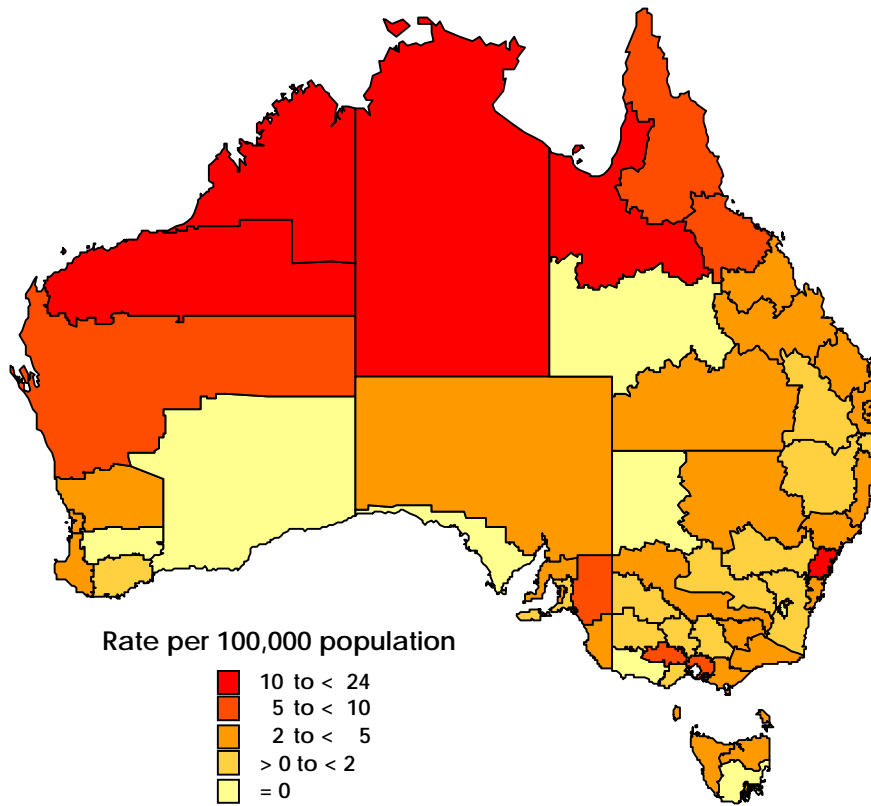 Rate per 100,000 population
10 to < 24
5 to < 10
2 to < 5
> 0 to < 2
= 0